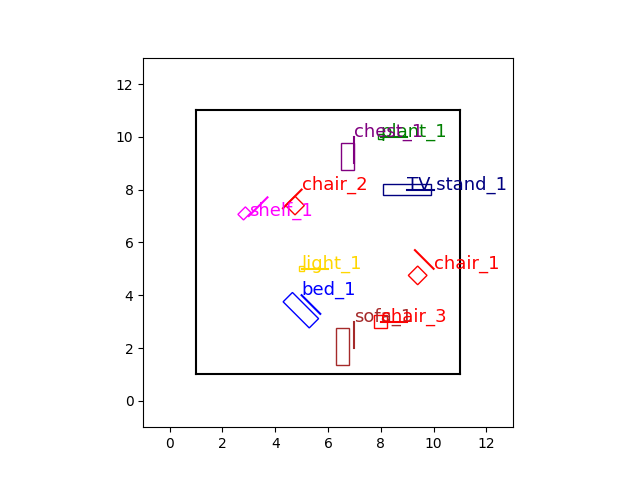 12
10
8
6
4
2
0
chest_1
plant_1
chair_2
TV_stand_1
shelf_1
light_1
chair_1
bed_1
sofa_1
chair_3
0 2 4 6 8 10 12